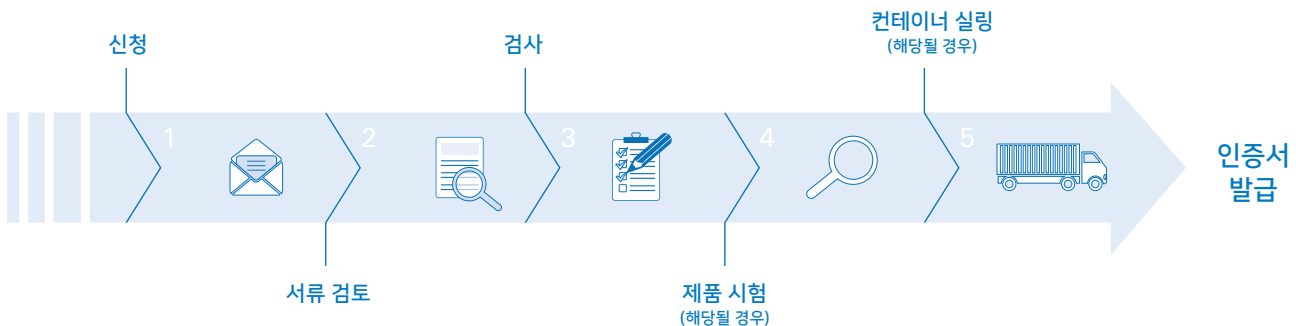 신청
1
서류 검토
2
검사
3
제품 시험
(해당될 경우)
4
컨테이너 실링
(해당될 경우)
5
인증서
발급